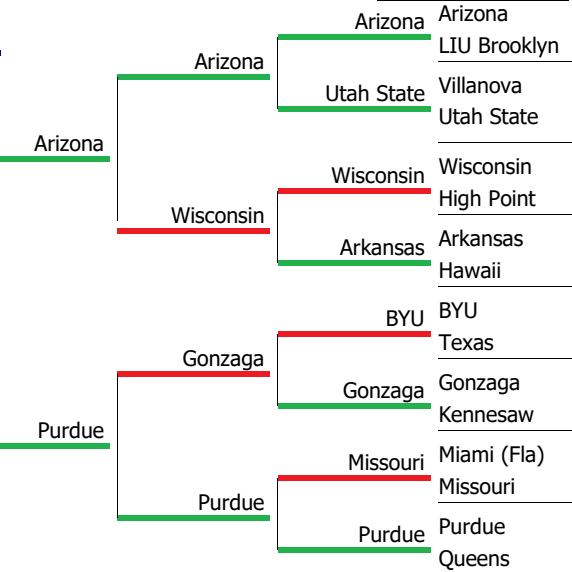 Arizona
Arizona
LIU Brooklyn
Arizona
Utah State
Villanova
Utah State
Arizona
Wisconsin
Wisconsin
High Point
Wisconsin
Arkansas
Arkansas
Hawaii
BYU
BYU
Texas
Gonzaga
Gonzaga
Gonzaga
Kennesaw
Purdue
Missouri
Miami (Fla)
Missouri
Purdue
Purdue
Purdue
Queens